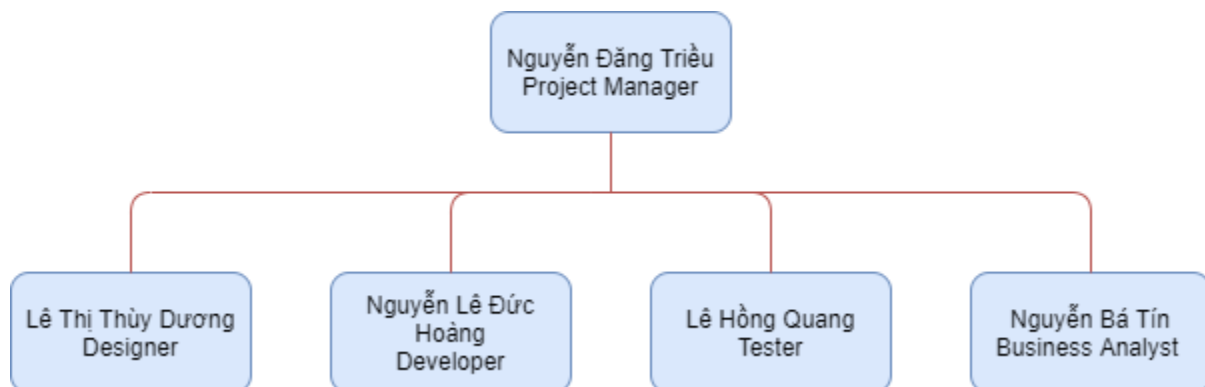 Nguyễn Đăng Triều
Project Manager
Lê Thị Thùy Dương
Designer
Nguyễn Lê Đức
Hoàng
Developer
Lê Hồng Quang
Tester
Nguyễn Bá Tín
Business Analyst